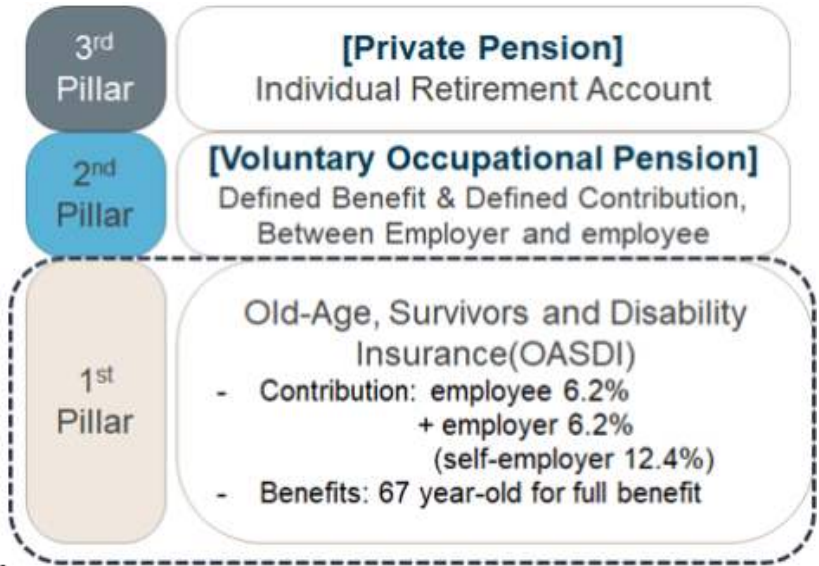 3rd
Pillar
[Private Pension]
Individual Retirement Account
2nd
Pillar
[Voluntary Occupational Pension]
Defined Benefit & Defined Contribution,
Between Employer and employee
1st
Pillar
Old-Age, Survivors and Disability
Insurance(OASDI)
- Contribution: employee 6.2%
+ employer 6.2%
(self-employer 12.4%)
- Benefits: 67 year-old for full benefit